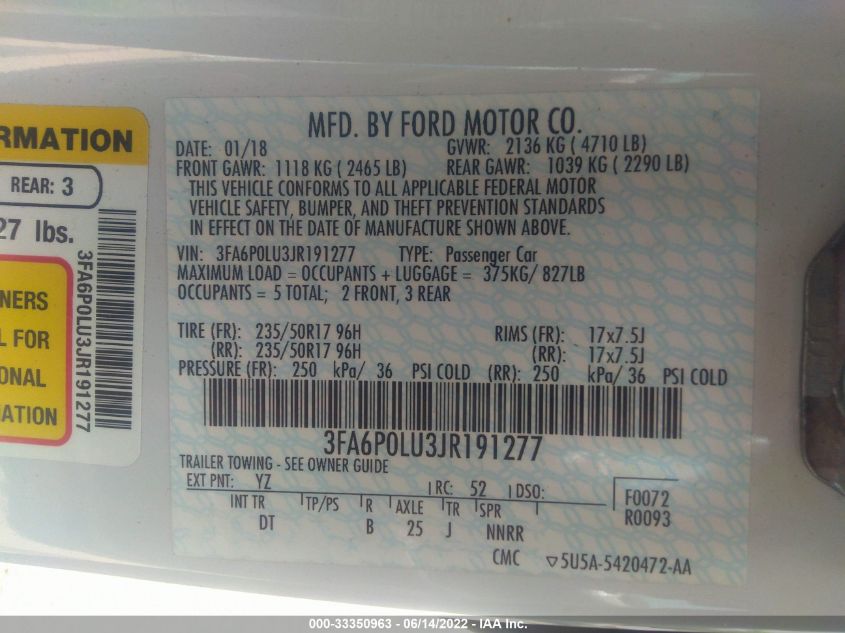 RMATION
REAR: 3
27 lbs.
NERS
L FOR
ONAL
ATION
3FA6P0LU3JR191277
MFD. BY FORD MOTOR CO.
DATE: 01/18 GVWR: 2136 KG ( 4710 LB)
FRONT GAWR: 1118 KG ( 2465 LB) REAR GAWR: 1039 KG ( 2290 LB)
THIS VEHICLE CONFORMS TO ALL APPLICABLE FEDERAL MOTOR
VEHICLE SAFETY, BUMPER, AND THEFT PREVENTION STANDARDS
IN EFFECT ON THE DATE OF MANUFACTURE SHOWN ABOVE.
VIN: 3FA6P0LU3JR191277 TYPE: Passenger Car
MAXIMUM LOAD = OCCUPANTS + LUGGAGE = 375KG/ 827LB
OCCUPANTS = 5 TOTAL; 2 FRONT, 3 REAR
TIRE (FR): 235/50R17 96H RIMS (FR): 17x7.5J
(RR): 235/50R17 96H (RR): 17x7.5J
PRESSURE (FR): 250 kPa/ 36 PSI COLD (RR): 250 kPa/ 36 PSI COLD
3FA6P0LU3JR191277
TRAILER TOWING - SEE OWNER GUIDE
EXT PNT: YZ RC: 52 DSO: F0072
INT TR TP/PS R AXLE TR SPR R0093
DT B 25 J NNRR
CMC ▽5U5A-5420472-AA
000-33350963 - 06/14/2022 - IAA Inc.